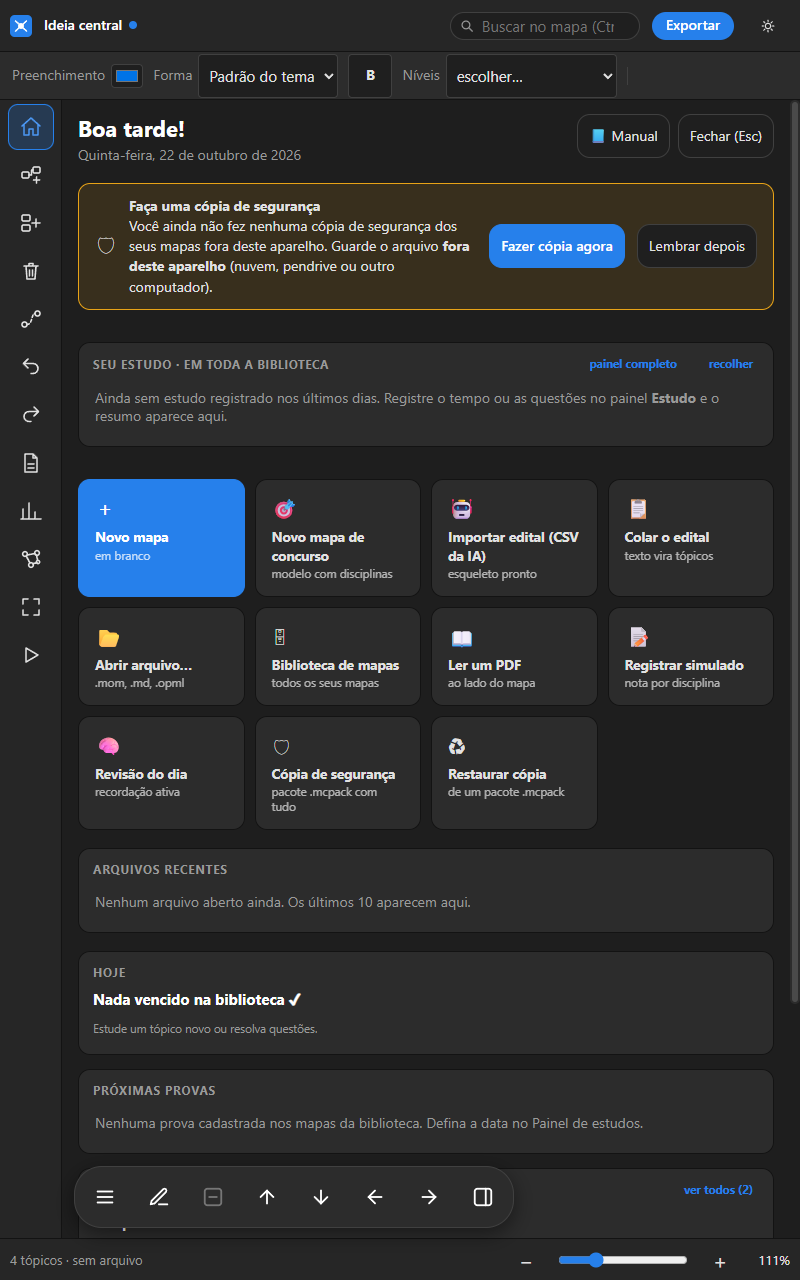 Ideia central
Buscar no mapa (Ctr
Exportar
Preenchimento
Forma
Padrão do tema
B
Níveis
escolher...
Boa tarde!
Quinta-feira, 22 de outubro de 2026
Manual
Fechar (Esc)
Faça uma cópia de segurança
Você ainda não fez nenhuma cópia de segurança dos
seus mapas fora deste aparelho. Guarde o arquivo fora
deste aparelho (nuvem, pendrive ou outro
computador).
Fazer cópia agora
Lembrar depois
SEU ESTUDO · EM TODA A BIBLIOTECA
painel completo
recolher
Ainda sem estudo registrado nos últimos dias. Registre o tempo ou as questões no painel Estudo e o
resumo aparece aqui.
Novo mapa
em branco
Novo mapa de
concurso
modelo com disciplinas
Importar edital (CSV
da IA)
esqueleto pronto
Colar o edital
texto vira tópicos
Abrir arquivo...
.mom, .md, .opml
Biblioteca de mapas
todos os seus mapas
Ler um PDF
ao lado do mapa
Registrar simulado
nota por disciplina
Revisão do dia
recordação ativa
Cópia de segurança
pacote .mcpack com
tudo
Restaurar cópia
de um pacote .mcpack
ARQUIVOS RECENTES
Nenhum arquivo aberto ainda. Os últimos 10 aparecem aqui.
HOJE
Nada vencido na biblioteca ✓
Estude um tópico novo ou resolva questões.
PRÓXIMAS PROVAS
Nenhuma prova cadastrada nos mapas da biblioteca. Defina a data no Painel de estudos.
ver todos (2)
4 tópicos · sem arquivo
111%